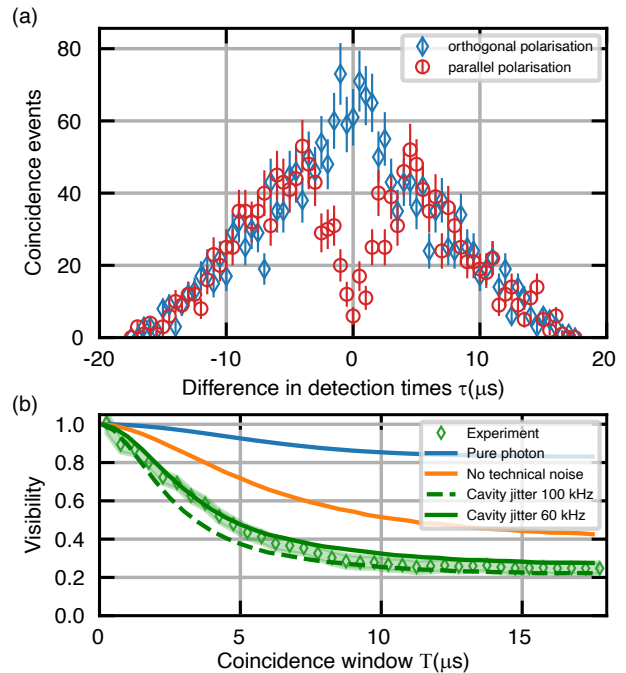 (a)
80
60
40
20
0
Coincidence events
orthogonal polarisation
parallel polarisation
-20
-10
0
10
20
Difference in detection times τ(μs)
(b)
1.0
0.8
0.6
0.4
0.2
0.0
Visibility
Experiment
Pure photon
No technical noise
Cavity jitter 100 kHz
Cavity jitter 60 kHz
0
5
10
15
Coincidence window T(μs)